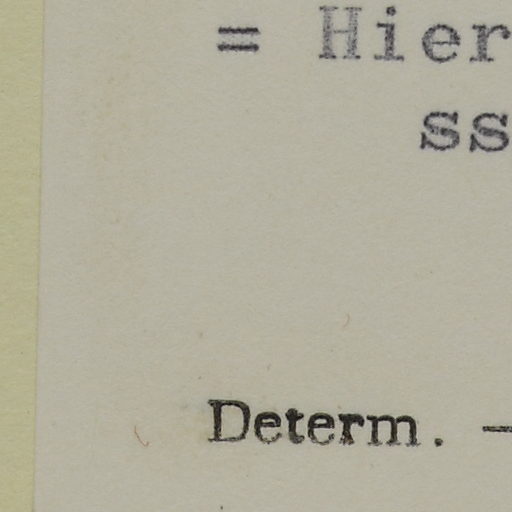 = Hier
ss
Determ. —